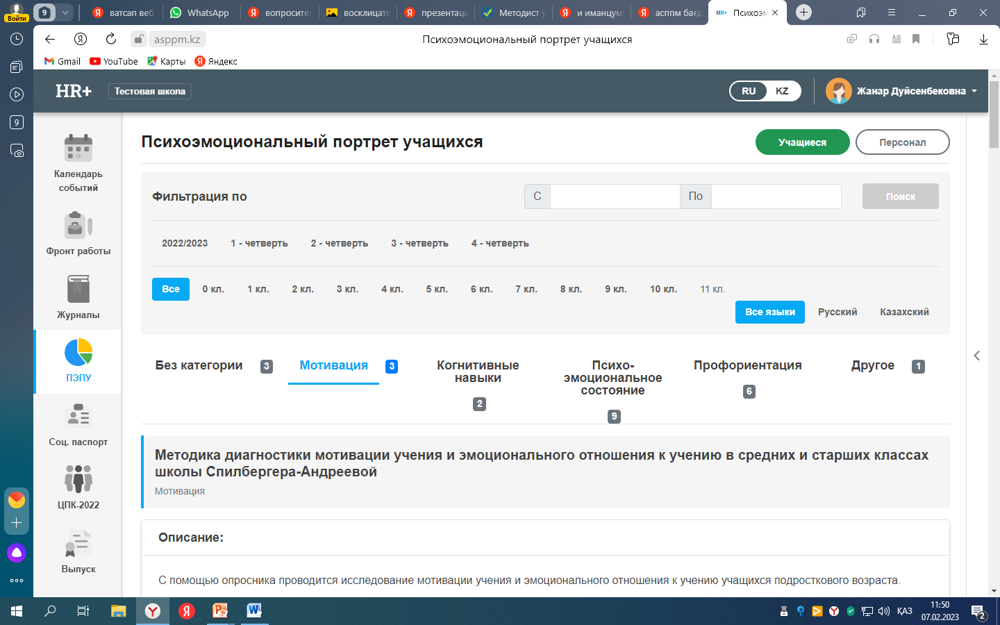 Войти
9
ватсап веб
WhatsApp
вопросител
восклицате
презентаци
Методист у
и иманцум
асппм бағд
HR+ Психоэм
asppm.kz
Психоэмоциональный портрет учащихся
Gmail
YouTube
Карты
Яндекс
9
HR+
Тестовая школа
RU
KZ
Жанар Дуйсенбековна
Календарь
событий
Фронт работы
Журналы
ПЭПУ
Соц. паспорт
ЦПК-2022
Выпуск
Психоэмоциональный портрет учащихся
Учащиеся
Персонал
Фильтрация по
С
По
Поиск
2022/2023
1 - четверть
2 - четверть
3 - четверть
4 - четверть
Все
0 кл.
1 кл.
2 кл.
3 кл.
4 кл.
5 кл.
6 кл.
7 кл.
8 кл.
9 кл.
10 кл.
11 кл.
Все языки
Русский
Казахский
Без категории 3
Мотивация 3
Когнитивные
навыки
2
Психо-
эмоциональное
состояние
9
Профориентация
6
Другое 1
Методика диагностики мотивации учения и эмоционального отношения к учению в средних и старших классах
школы Спилбергера-Андреевой
Мотивация
Описание:
С помощью опросника проводится исследование мотивации учения и эмоционального отношения к учению учащихся подросткового возраста.
ҚАЗ
11:50
07.02.2023
2